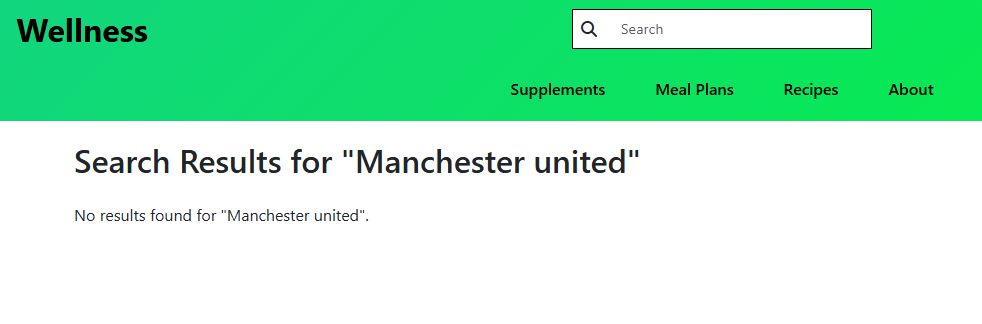 Wellness
Search
Supplements Meal Plans Recipes About
Search Results for "Manchester united"
No results found for "Manchester united".